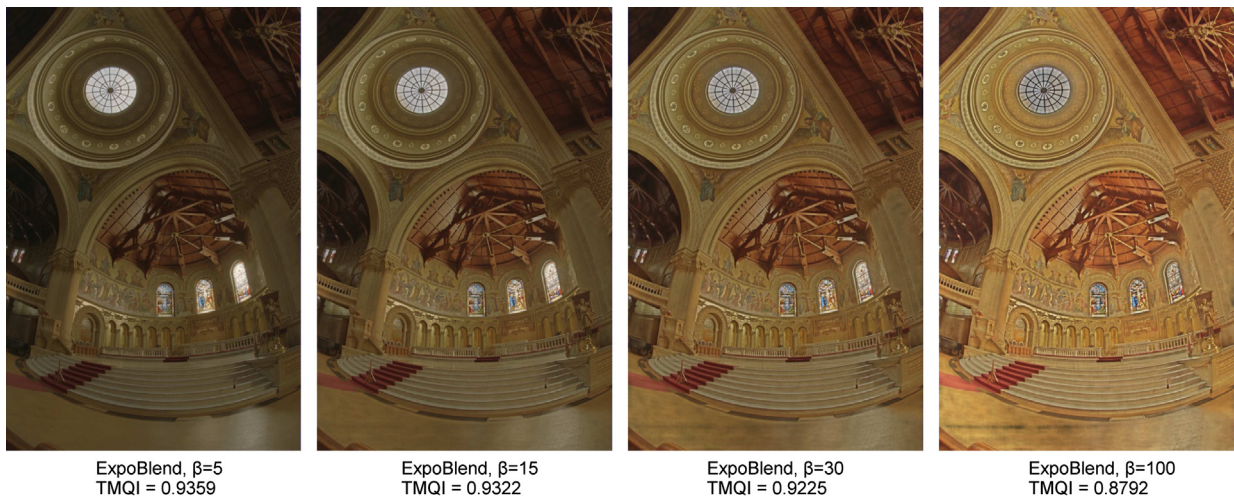 ExpoBlend, β=5
TMQI = 0.9359
ExpoBlend, β=15
TMQI = 0.9322
ExpoBlend, β=30
TMQI = 0.9225
ExpoBlend, β=100
TMQI = 0.8792